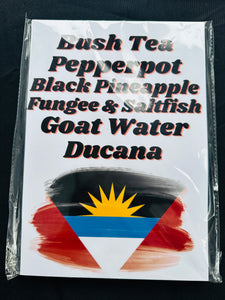 Bush Tea
Pepperpot
Black Pineapple
Fungee & Saltfish
Goat Water
Ducana